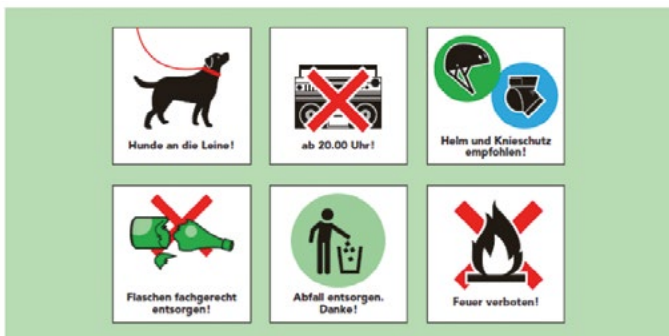 Hunde an die Leine!
ab 20.00 Uhr!
Helm und Knieschutz
empfohlen!
Flaschen fachgerecht
entsorgen!
Abfall entsorgen.
Danke!
Feuer verboten!